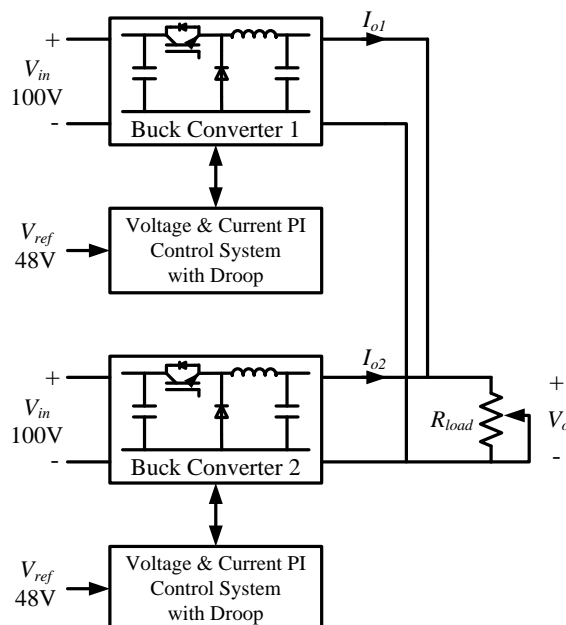 +
V_in
100V
-
Buck Converter 1
I_o1
V_ref
48V
Voltage & Current PI
Control System
with Droop
+
V_in
100V
-
Buck Converter 2
I_o2
R_load
+
V_o
-
V_ref
48V
Voltage & Current PI
Control System
with Droop